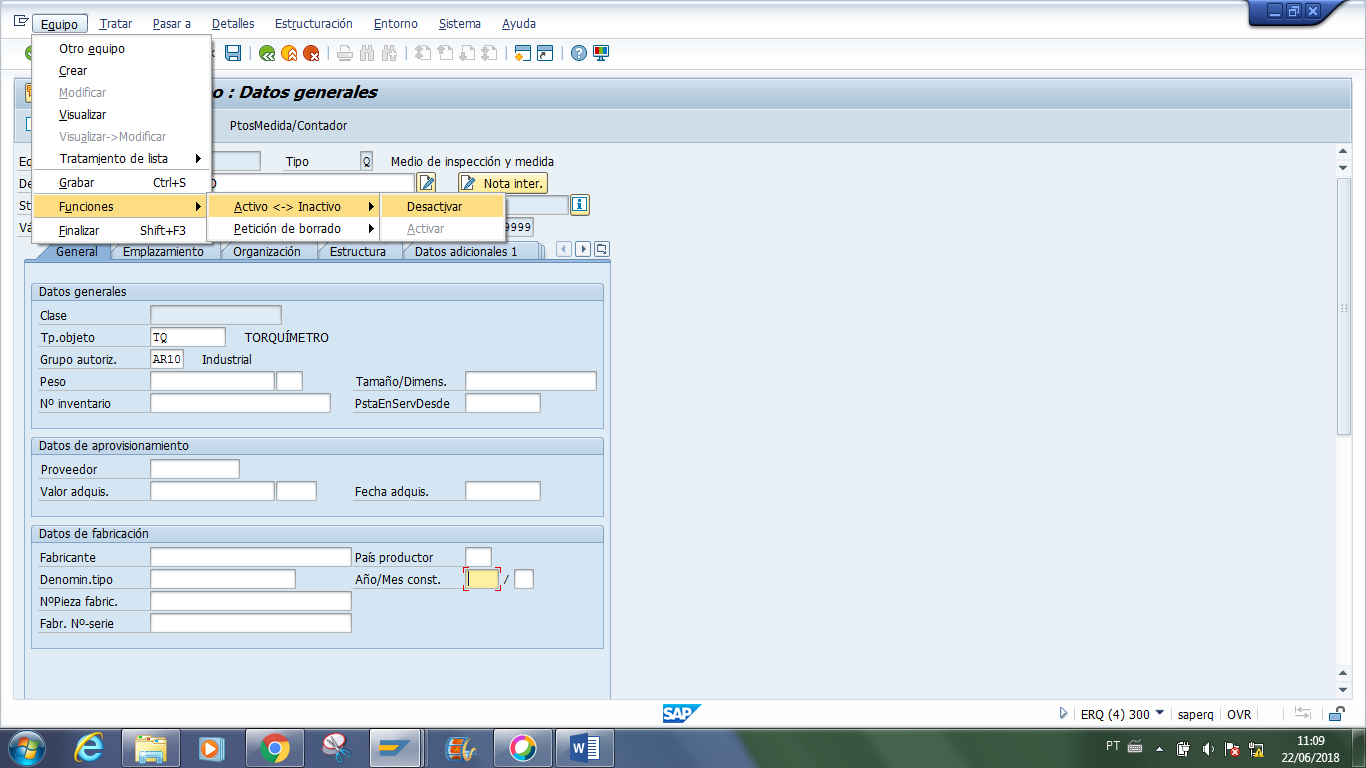 Equipo Tratar Pasar a Detalles Estructuración Entorno Sistema Ayuda
Otro equipo
Crear
Modificar
Visualizar
Visualizar->Modificar
Tratamiento de lista
Grabar Ctrl+S
Funciones
Finalizar Shift+F3
Activo <-> Inactivo
Petición de borrado
Desactivar
Activar
: Datos generales
PtosMedida/Contador
Tipo Q Medio de inspección y medida
Nota inter.
9999
General Emplazamiento Organización Estructura Datos adicionales 1
Datos generales
Clase
Tp.objeto TQ TORQUÍMETRO
Grupo autoriz. AR10 Industrial
Peso Tamaño/Dimens.
Nº inventario PstaEnServDesde
Datos de aprovisionamiento
Proveedor
Valor adquis. Fecha adquis.
Datos de fabricación
Fabricante País productor
Denomin.tipo Año/Mes const. /
NºPieza fabric.
Fabr. Nº-serie
SAP
ERQ (4) 300 saperq OVR
PT
11:09
22/06/2018